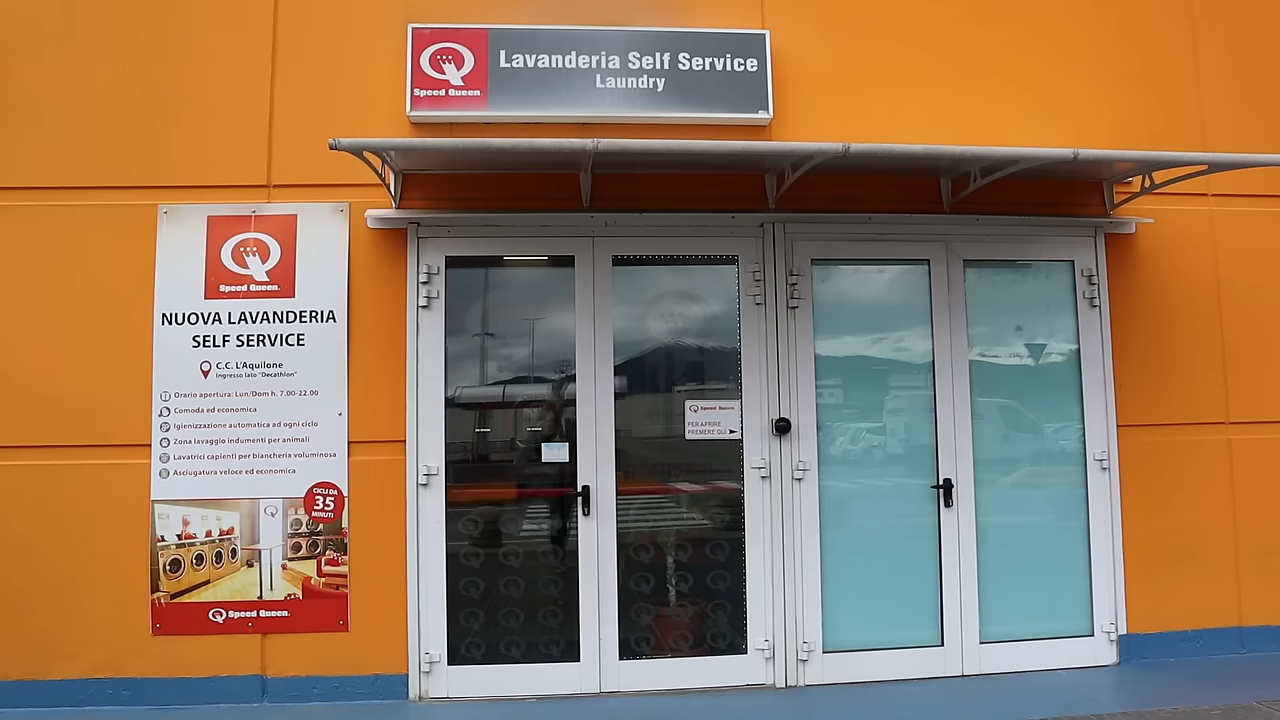 Speed Queen.
Lavanderia Self Service
Laundry
Speed Queen.
NUOVA LAVANDERIA
SELF SERVICE
C.C. L'Aquilone
Ingresso lato "Decathlon"
Orario apertura: Lun/Dom h. 7.00-22.00
Comoda ed economica
Igienizzazione automatica ad ogni ciclo
Zona lavaggio indumenti per animali
Lavatrici capienti per biancheria voluminosa
Asciugatura veloce ed economica
CICLI DA
35
MINUTI
Speed Queen.
Speed Queen
PER APRIRE
PREMERE QUI